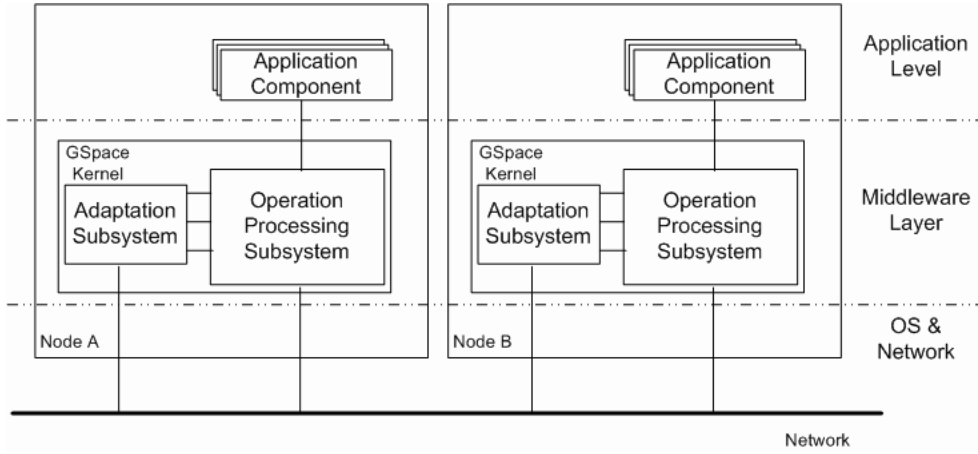 Application
Component
Application
Component
Application
Level
GSpace
Kernel
Adaptation
Subsystem
Operation
Processing
Subsystem
GSpace
Kernel
Adaptation
Subsystem
Operation
Processing
Subsystem
Middleware
Layer
Node A
Node B
OS &
Network
Network